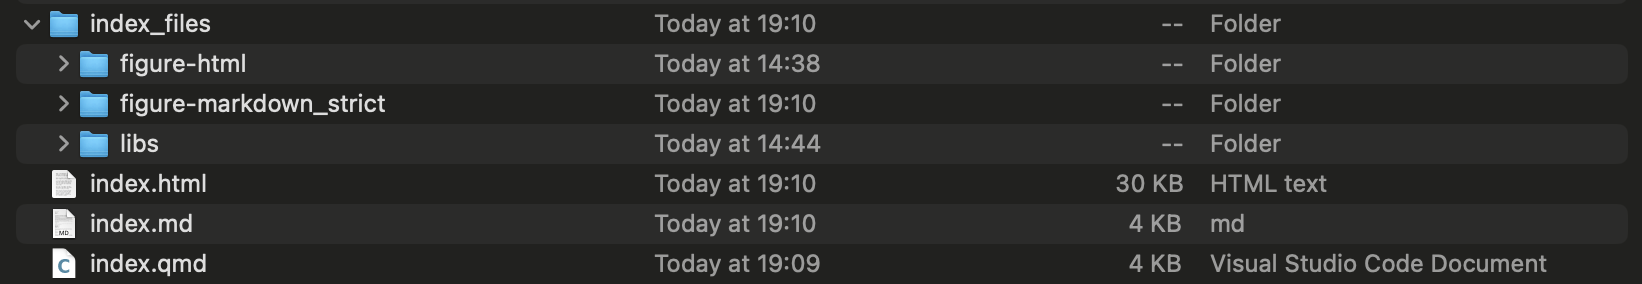 index_files Today at 19:10 -- Folder
figure-html Today at 14:38 -- Folder
figure-markdown_strict Today at 19:10 -- Folder
libs Today at 14:44 -- Folder
index.html Today at 19:10 30 KB HTML text
index.md Today at 19:10 4 KB md
index.qmd Today at 19:09 4 KB Visual Studio Code Document